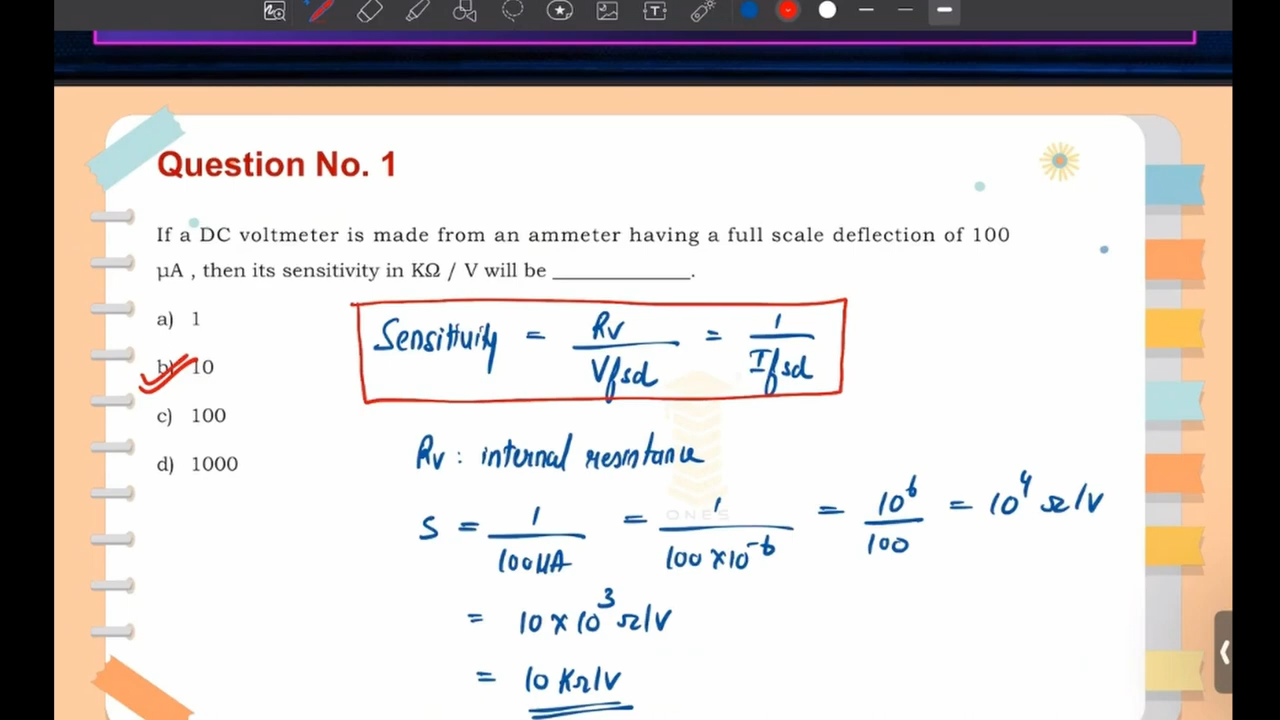 Question No. 1
If a DC voltmeter is made from an ammeter having a full scale deflection of 100
µA , then its sensitivity in KΩ / V will be ____________.
a) 1
b) 10
c) 100
d) 1000
Sensitivity = Rv / Vfsd = 1 / Ifsd
Rv : internal resistance
ONES
S = 1 / 100µA = 1 / 100 × 10⁻⁶ = 10⁶ / 100 = 10⁴ Ω/V
= 10 × 10³ Ω/V
= 10 KΩ/V